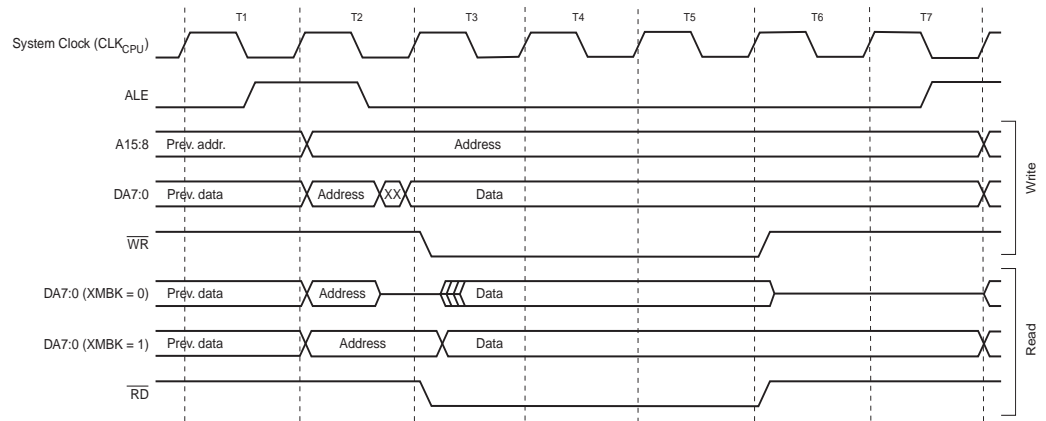 T1 T2 T3 T4 T5 T6 T7
System Clock (CLKCPU)
ALE
A15:8 Prev. addr. Address
DA7:0 Prev. data Address XX Data
WR
Write
DA7:0 (XMBK = 0) Prev. data Address Data
DA7:0 (XMBK = 1) Prev. data Address Data
RD
Read